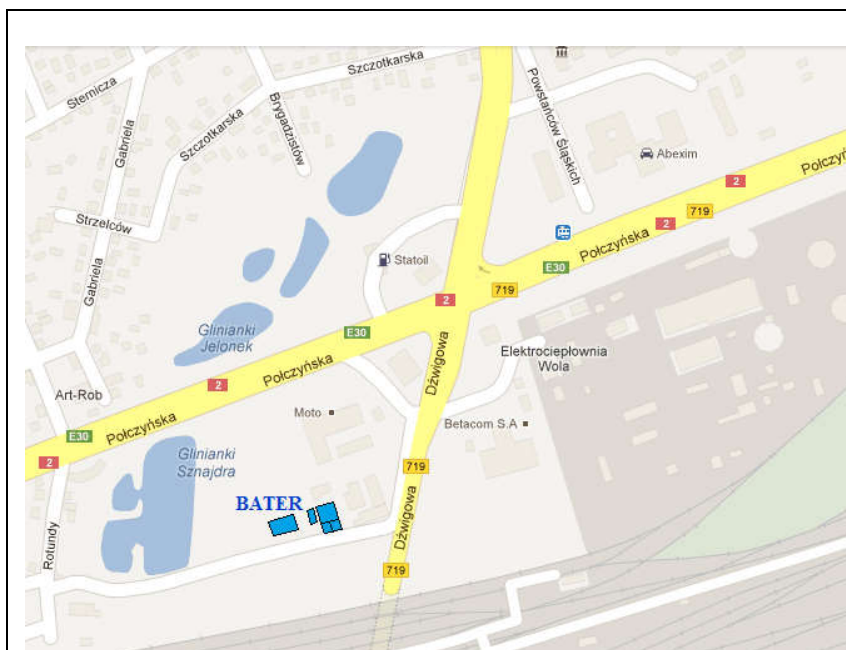 Szczotkarska
Sternicza
Brygadzistów
Powstańców Śląskich
Gabriela
Szczotkarska
Abexim
2
Połczyńs
719
2
Strzelców
Połczyńska
Statoil
E30
719
Gabriela
2
Glinianki
Jelonek
E30
Dźwigowa
Elektrociepłownia
Wola
Połczyńska
2
Art-Rob
Moto
Połczyńska
Betacom S.A
E30
2
Glinianki
Sznajdra
719
BATER
Dźwigowa
Rotundy
719